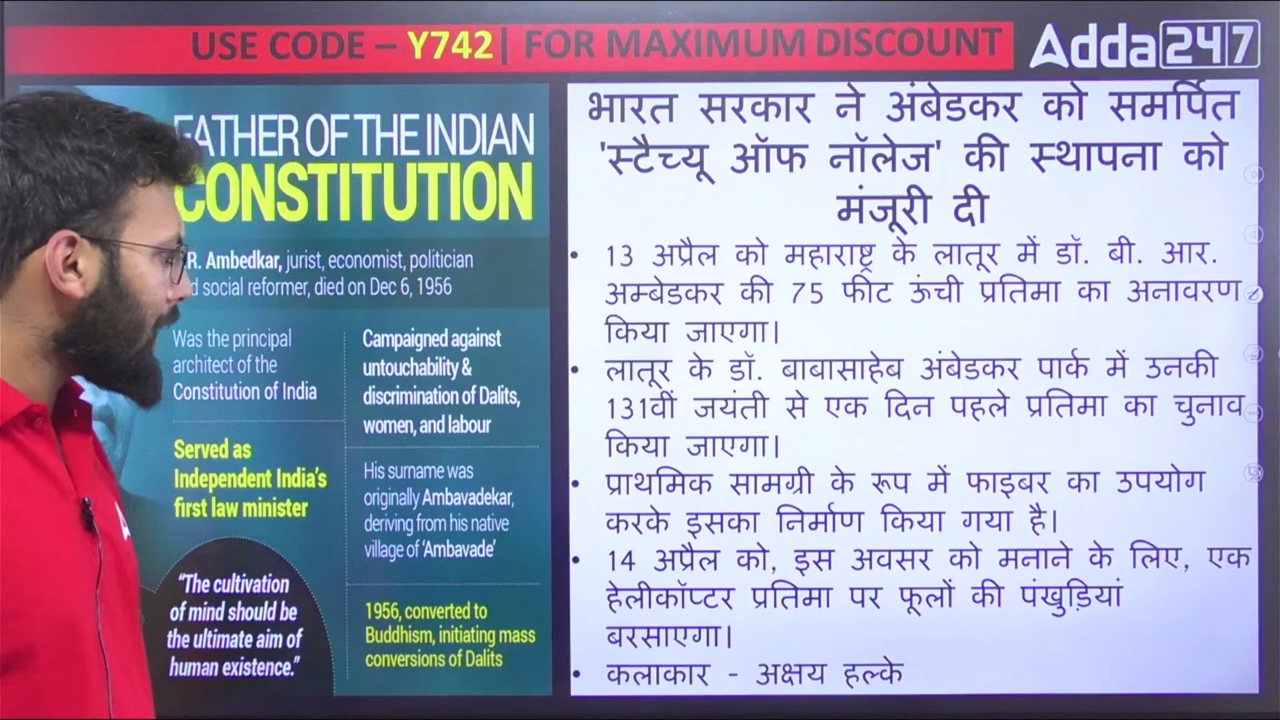 USE CODE – Y742 | FOR MAXIMUM DISCOUNT
Adda247
FATHER OF THE INDIAN
CONSTITUTION
.R. Ambedkar, jurist, economist, politician
d social reformer, died on Dec 6, 1956
Was the principal
architect of the
Constitution of India
Served as
Independent India's
first law minister
"The cultivation
of mind should be
the ultimate aim of
human existence."
Campaigned against
untouchability &
discrimination of Dalits,
women, and labour
His surname was
originally Ambavadekar,
deriving from his native
village of 'Ambavade'
1956, converted to
Buddhism, initiating mass
conversions of Dalits
भारत सरकार ने अंबेडकर को समर्पित
'स्टैच्यू ऑफ नॉलेज' की स्थापना को
मंजूरी दी
• 13 अप्रैल को महाराष्ट्र के लातूर में डॉ. बी. आर.
अम्बेडकर की 75 फीट ऊंची प्रतिमा का अनावरण
किया जाएगा।
• लातूर के डॉ. बाबासाहेब अंबेडकर पार्क में उनकी
131वीं जयंती से एक दिन पहले प्रतिमा का चुनाव
किया जाएगा।
• प्राथमिक सामग्री के रूप में फाइबर का उपयोग
करके इसका निर्माण किया गया है।
• 14 अप्रैल को, इस अवसर को मनाने के लिए, एक
हेलीकॉप्टर प्रतिमा पर फूलों की पंखुड़ियां
बरसाएगा।
• कलाकार - अक्षय हल्के